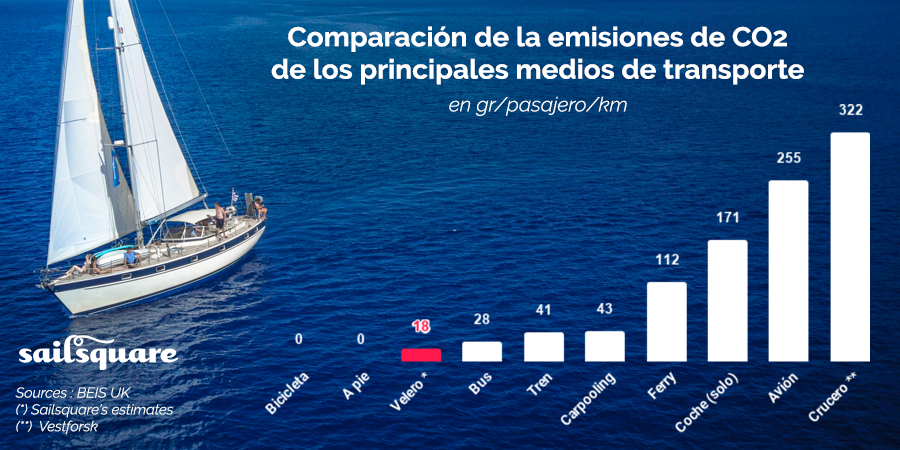 Comparación de la emisiones de CO2
de los principales medios de transporte
en gr/pasajero/km
0
0
18
28
41
43
112
171
255
322
Bicicleta
A pie
Velero *
Bus
Tren
Carpooling
Ferry
Coche (solo)
Avión
Crucero **
sailsquare
Sources : BEIS UK
(*) Sailsquare's estimates
(**) Vestforsk